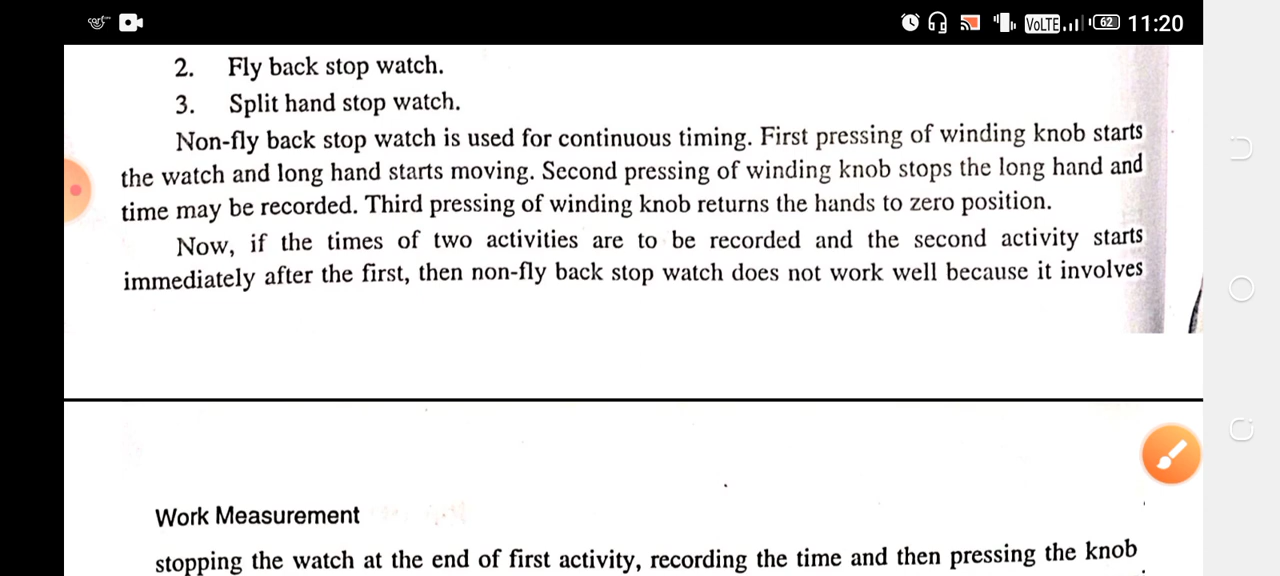 VoLTE 62 11:20
2. Fly back stop watch.
3. Split hand stop watch.
Non-fly back stop watch is used for continuous timing. First pressing of winding knob starts
the watch and long hand starts moving. Second pressing of winding knob stops the long hand and
time may be recorded. Third pressing of winding knob returns the hands to zero position.
Now, if the times of two activities are to be recorded and the second activity starts
immediately after the first, then non-fly back stop watch does not work well because it involves
Work Measurement
stopping the watch at the end of first activity, recording the time and then pressing the knob